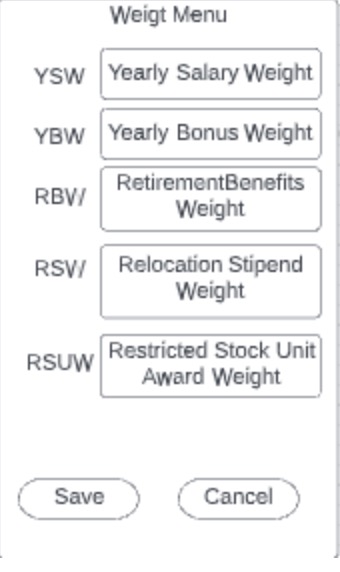 Weigt Menu
YSW Yearly Salary Weight
YBW Yearly Bonus Weight
RBW RetirementBenefits
Weight
RSW Relocation Stipend
Weight
RSUW Restricted Stock Unit
Award Weight
Save Cancel